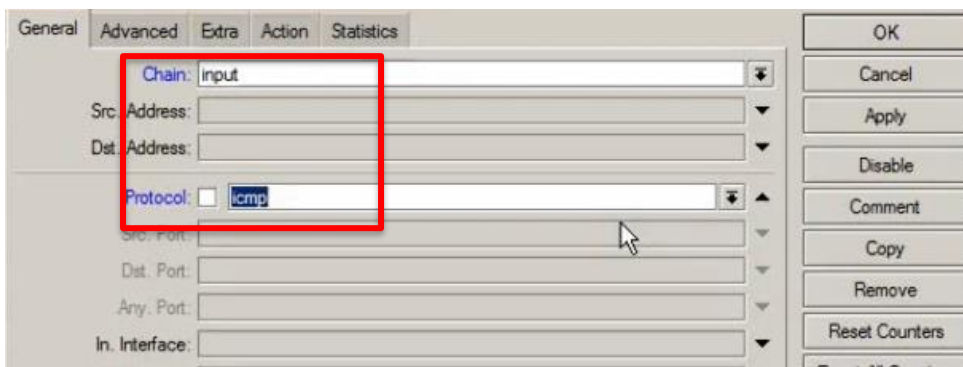 General Advanced Extra Action Statistics
OK
Chain: input
Cancel
Src. Address:
Apply
Dst. Address:
Disable
Protocol: icmp
Comment
Src. Port:
Copy
Dst. Port:
Remove
Any. Port:
Reset Counters
In. Interface: